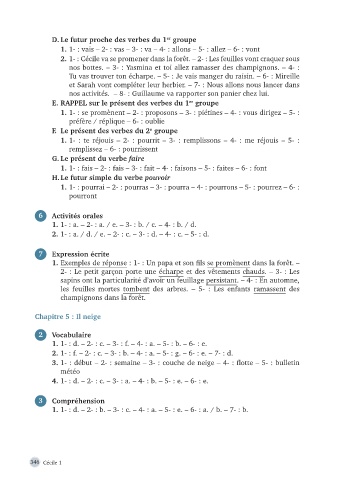 D. Le futur proche des verbes du 1er groupe
1. 1- : vais – 2- : vas – 3- : va – 4- : allons – 5- : allez – 6- : vont
2. 1- : Cécile va se promener dans la forêt. – 2- : Les feuilles vont craquer sous
nos bottes. – 3- : Yasmina et toi allez ramasser des champignons. – 4- :
Tu vas trouver ton écharpe. – 5- : Je vais manger du raisin. – 6- : Mireille
et Sarah vont compléter leur herbier. – 7- : Nous allons nous lancer dans
nos activités. – 8- : Guillaume va rapporter son panier chez lui.
E. RAPPEL sur le présent des verbes du 1er groupe
1. 1- : se promènent – 2- : proposons – 3- : piétines – 4- : vous dirigez – 5- :
préfère / réplique – 6- : oublie
F. Le présent des verbes du 2e groupe
1. 1- : te réjouis – 2- : pourrit – 3- : remplissons – 4- : me réjouis – 5- :
remplissez – 6- : pourrissent
G. Le présent du verbe faire
1. 1- : fais – 2- : fais – 3- : fait – 4- : faisons – 5- : faites – 6- : font
H. Le futur simple du verbe pouvoir
1. 1- : pourrai – 2- : pourras – 3- : pourra – 4- : pourrons – 5- : pourrez – 6- :
pourront
6 Activités orales
1. 1- : a. – 2- : a. / e. – 3- : b. / c. – 4- : b. / d.
2. 1- : a. / d. / e. – 2- : c. – 3- : d. – 4- : c. – 5- : d.
7 Expression écrite
1. Exemples de réponse : 1- : Un papa et son fils se promènent dans la forêt. –
2- : Le petit garçon porte une écharpe et des vêtements chauds. – 3- : Les
sapins ont la particularité d'avoir un feuillage persistant. – 4- : En automne,
les feuilles mortes tombent des arbres. – 5- : Les enfants ramassent des
champignons dans la forêt.
Chapitre 5 : Il neige
2 Vocabulaire
1. 1- : d. – 2- : c. – 3- : f. – 4- : a. – 5- : b. – 6- : e.
2. 1- : f. – 2- : c. – 3- : b. – 4- : a. – 5- : g. – 6- : e. – 7- : d.
3. 1- : début – 2- : semaine – 3- : couche de neige – 4- : flotte – 5- : bulletin
météo
4. 1- : d. – 2- : c. – 3- : a. – 4- : b. – 5- : e. – 6- : e.
3 Compréhension
1. 1- : d. – 2- : b. – 3- : c. – 4- : a. – 5- : e. – 6- : a. / b. – 7- : b.
346 Cécile 1